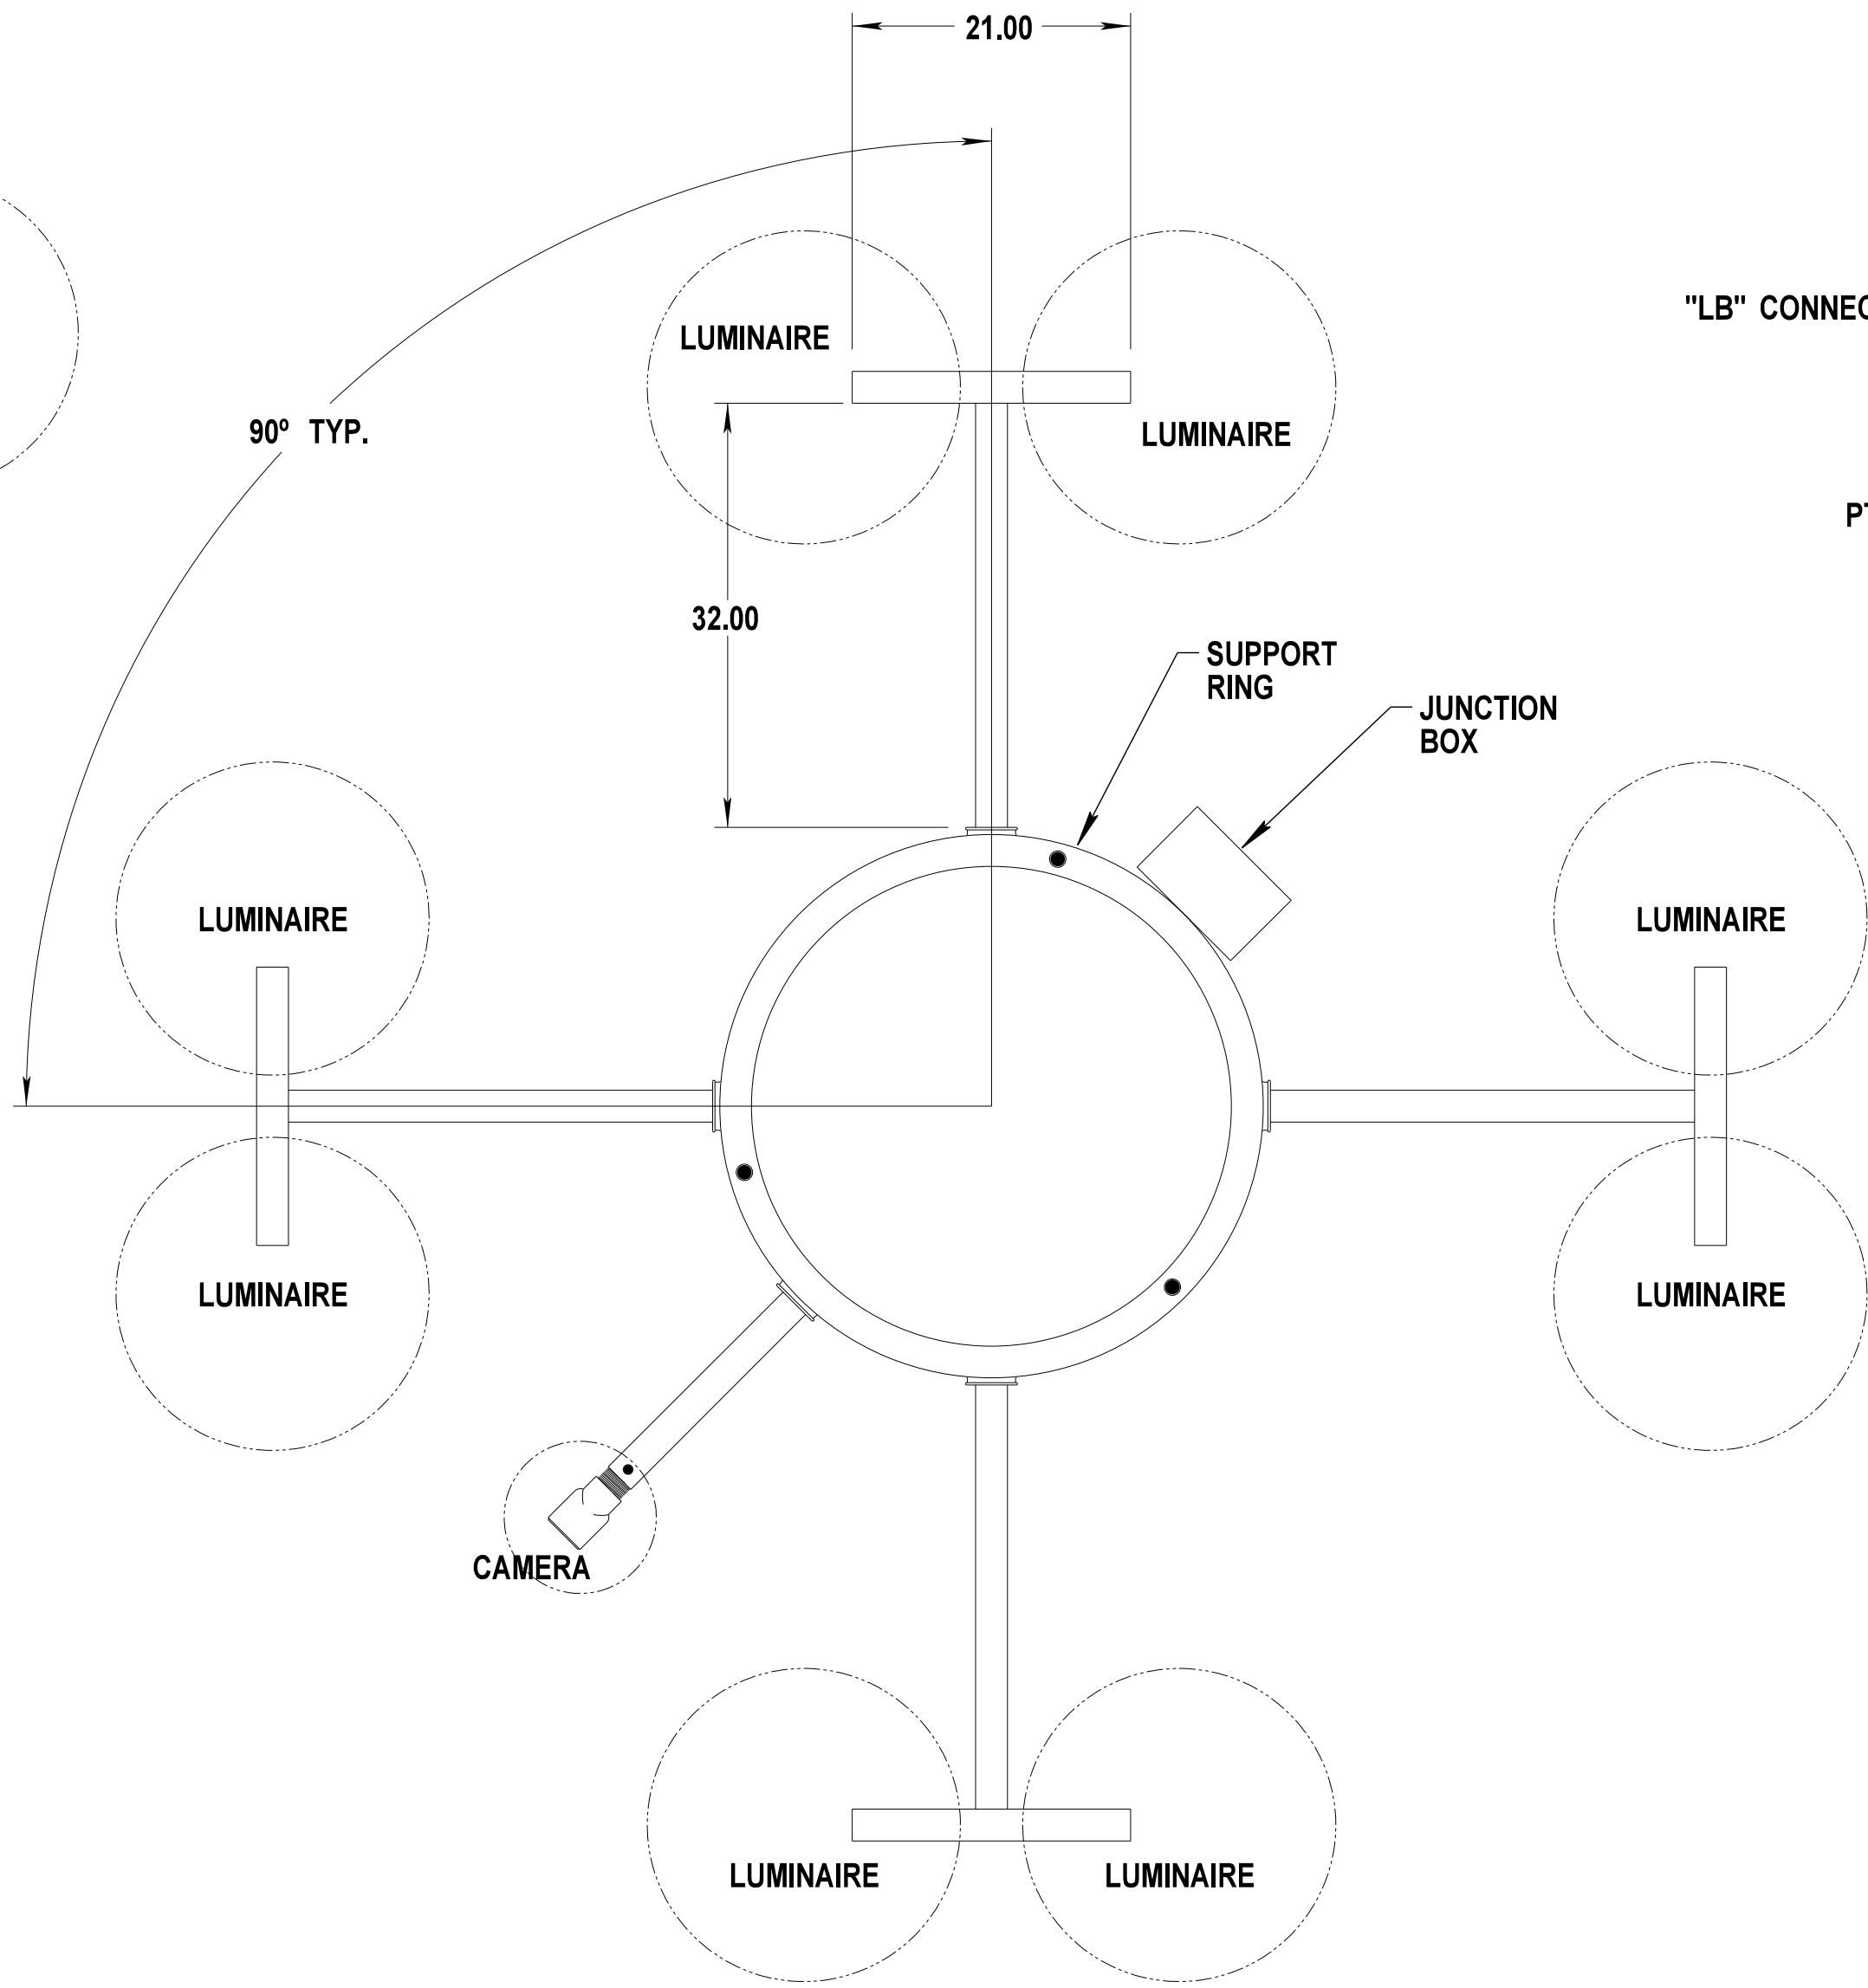 21.00
"LB" CONNEC
LUMINAIRE
90º TYP.
LUMINAIRE
PT
32.00
SUPPORT
RING
JUNCTION
BOX
LUMINAIRE
LUMINAIRE
LUMINAIRE
LUMINAIRE
CAMERA
LUMINAIRE
LUMINAIRE